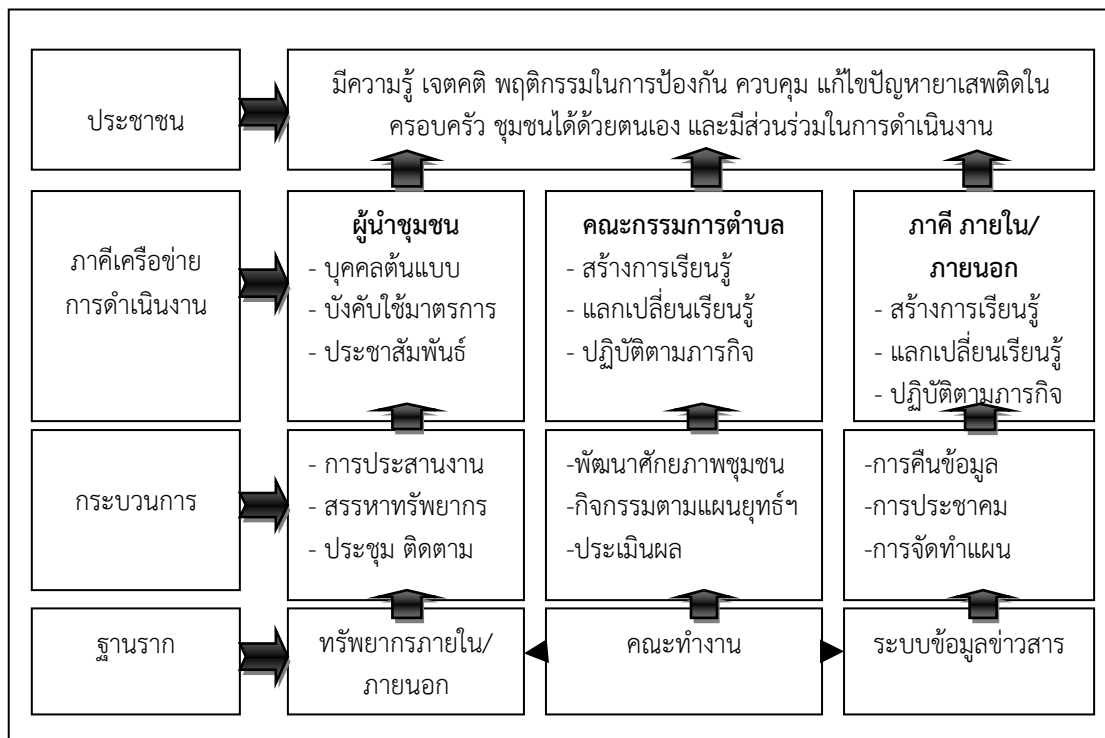 ประชาชน
มีความรู้ เจตคติ พฤติกรรมในการป้องกัน ควบคุม แก้ไขปัญหายาเสพติดใน
ครอบครัว ชุมชนได้ด้วยตนเอง และมีส่วนร่วมในการดำเนินงาน
ภาคีเครือข่าย
การดำเนินงาน
ผู้นำชุมชน
- บุคคลต้นแบบ
- บังคับใช้มาตรการ
- ประชาสัมพันธ์
คณะกรรมการตำบล
- สร้างการเรียนรู้
- แลกเปลี่ยนเรียนรู้
- ปฏิบัติตามภารกิจ
ภาคี ภายใน/
ภายนอก
- สร้างการเรียนรู้
- แลกเปลี่ยนเรียนรู้
- ปฏิบัติตามภารกิจ
กระบวนการ
- การประสานงาน
- สรรหาทรัพยากร
- ประชุม ติดตาม
-พัฒนาศักยภาพชุมชน
-กิจกรรมตามแผนยุทธ์ฯ
-ประเมินผล
-การคืนข้อมูล
-การประชาคม
-การจัดทำแผน
ฐานราก
ทรัพยากรภายใน/
ภายนอก
คณะทำงาน
ระบบข้อมูลข่าวสาร